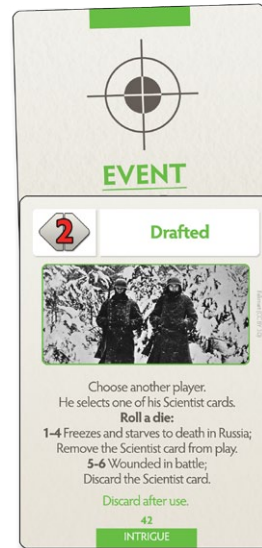 EVENT
2 Drafted
Choose another player.
He selects one of his Scientist cards.
Roll a die:
1-4 Freezes and starves to death in Russia;
Remove the Scientist card from play.
5-6 Wounded in battle;
Discard the Scientist card.
Discard after use.
42
INTRIGUE